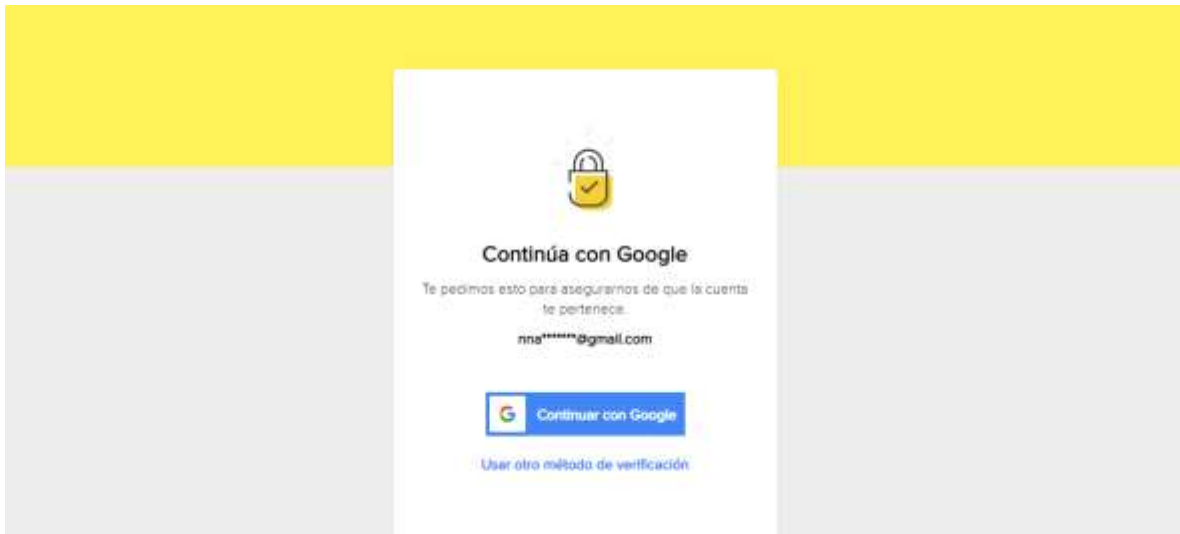 Continúa con Google
Te pedimos esto para asegurarnos de que la cuenta
te pertenece.
nna*******@gmail.com
G Continuar con Google
Usar otro método de verificación